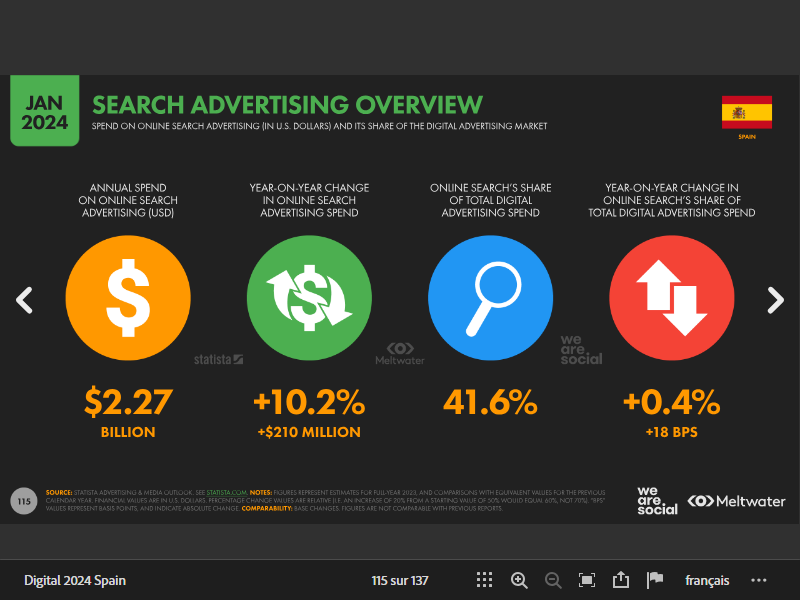 JAN
2024
SEARCH ADVERTISING OVERVIEW
SPEND ON ONLINE SEARCH ADVERTISING (IN U.S. DOLLARS) AND ITS SHARE OF THE DIGITAL ADVERTISING MARKET
SPAIN
ANNUAL SPEND
ON ONLINE SEARCH
ADVERTISING (USD)
YEAR-ON-YEAR CHANGE
IN ONLINE SEARCH
ADVERTISING SPEND
ONLINE SEARCH'S SHARE
OF TOTAL DIGITAL
ADVERTISING SPEND
YEAR-ON-YEAR CHANGE IN
ONLINE SEARCH'S SHARE OF
TOTAL DIGITAL ADVERTISING SPEND
$
$
statista
Meltwater
we
are.
social
$2.27
BILLION
+10.2%
+$210 MILLION
41.6%
+0.4%
+18 BPS
115
SOURCE: STATISTA ADVERTISING & MEDIA OUTLOOK. SEE STATISTA.COM. NOTES: FIGURES REPRESENT ESTIMATES FOR FULL-YEAR 2023, AND COMPARISONS WITH EQUIVALENT VALUES FOR THE PREVIOUS
CALENDAR YEAR. FINANCIAL VALUES ARE IN U.S. DOLLARS. PERCENTAGE CHANGE VALUES ARE RELATIVE (I.E. AN INCREASE OF 20% FROM A STARTING VALUE OF 50% WOULD EQUAL 60%, NOT 70%). "BPS"
VALUES REPRESENT BASIS POINTS, AND INDICATE ABSOLUTE CHANGE. COMPARABILITY: BASE CHANGES. FIGURES ARE NOT COMPARABLE WITH PREVIOUS REPORTS.
we
are.
social
Meltwater
Digital 2024 Spain
115 sur 137
français